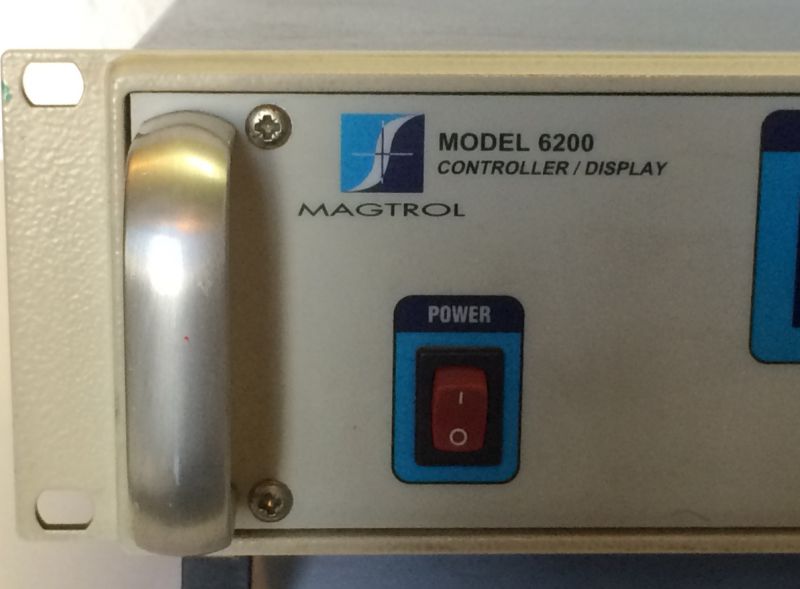 MODEL 6200
CONTROLLER / DISPLAY
MAGTROL
POWER
I
O